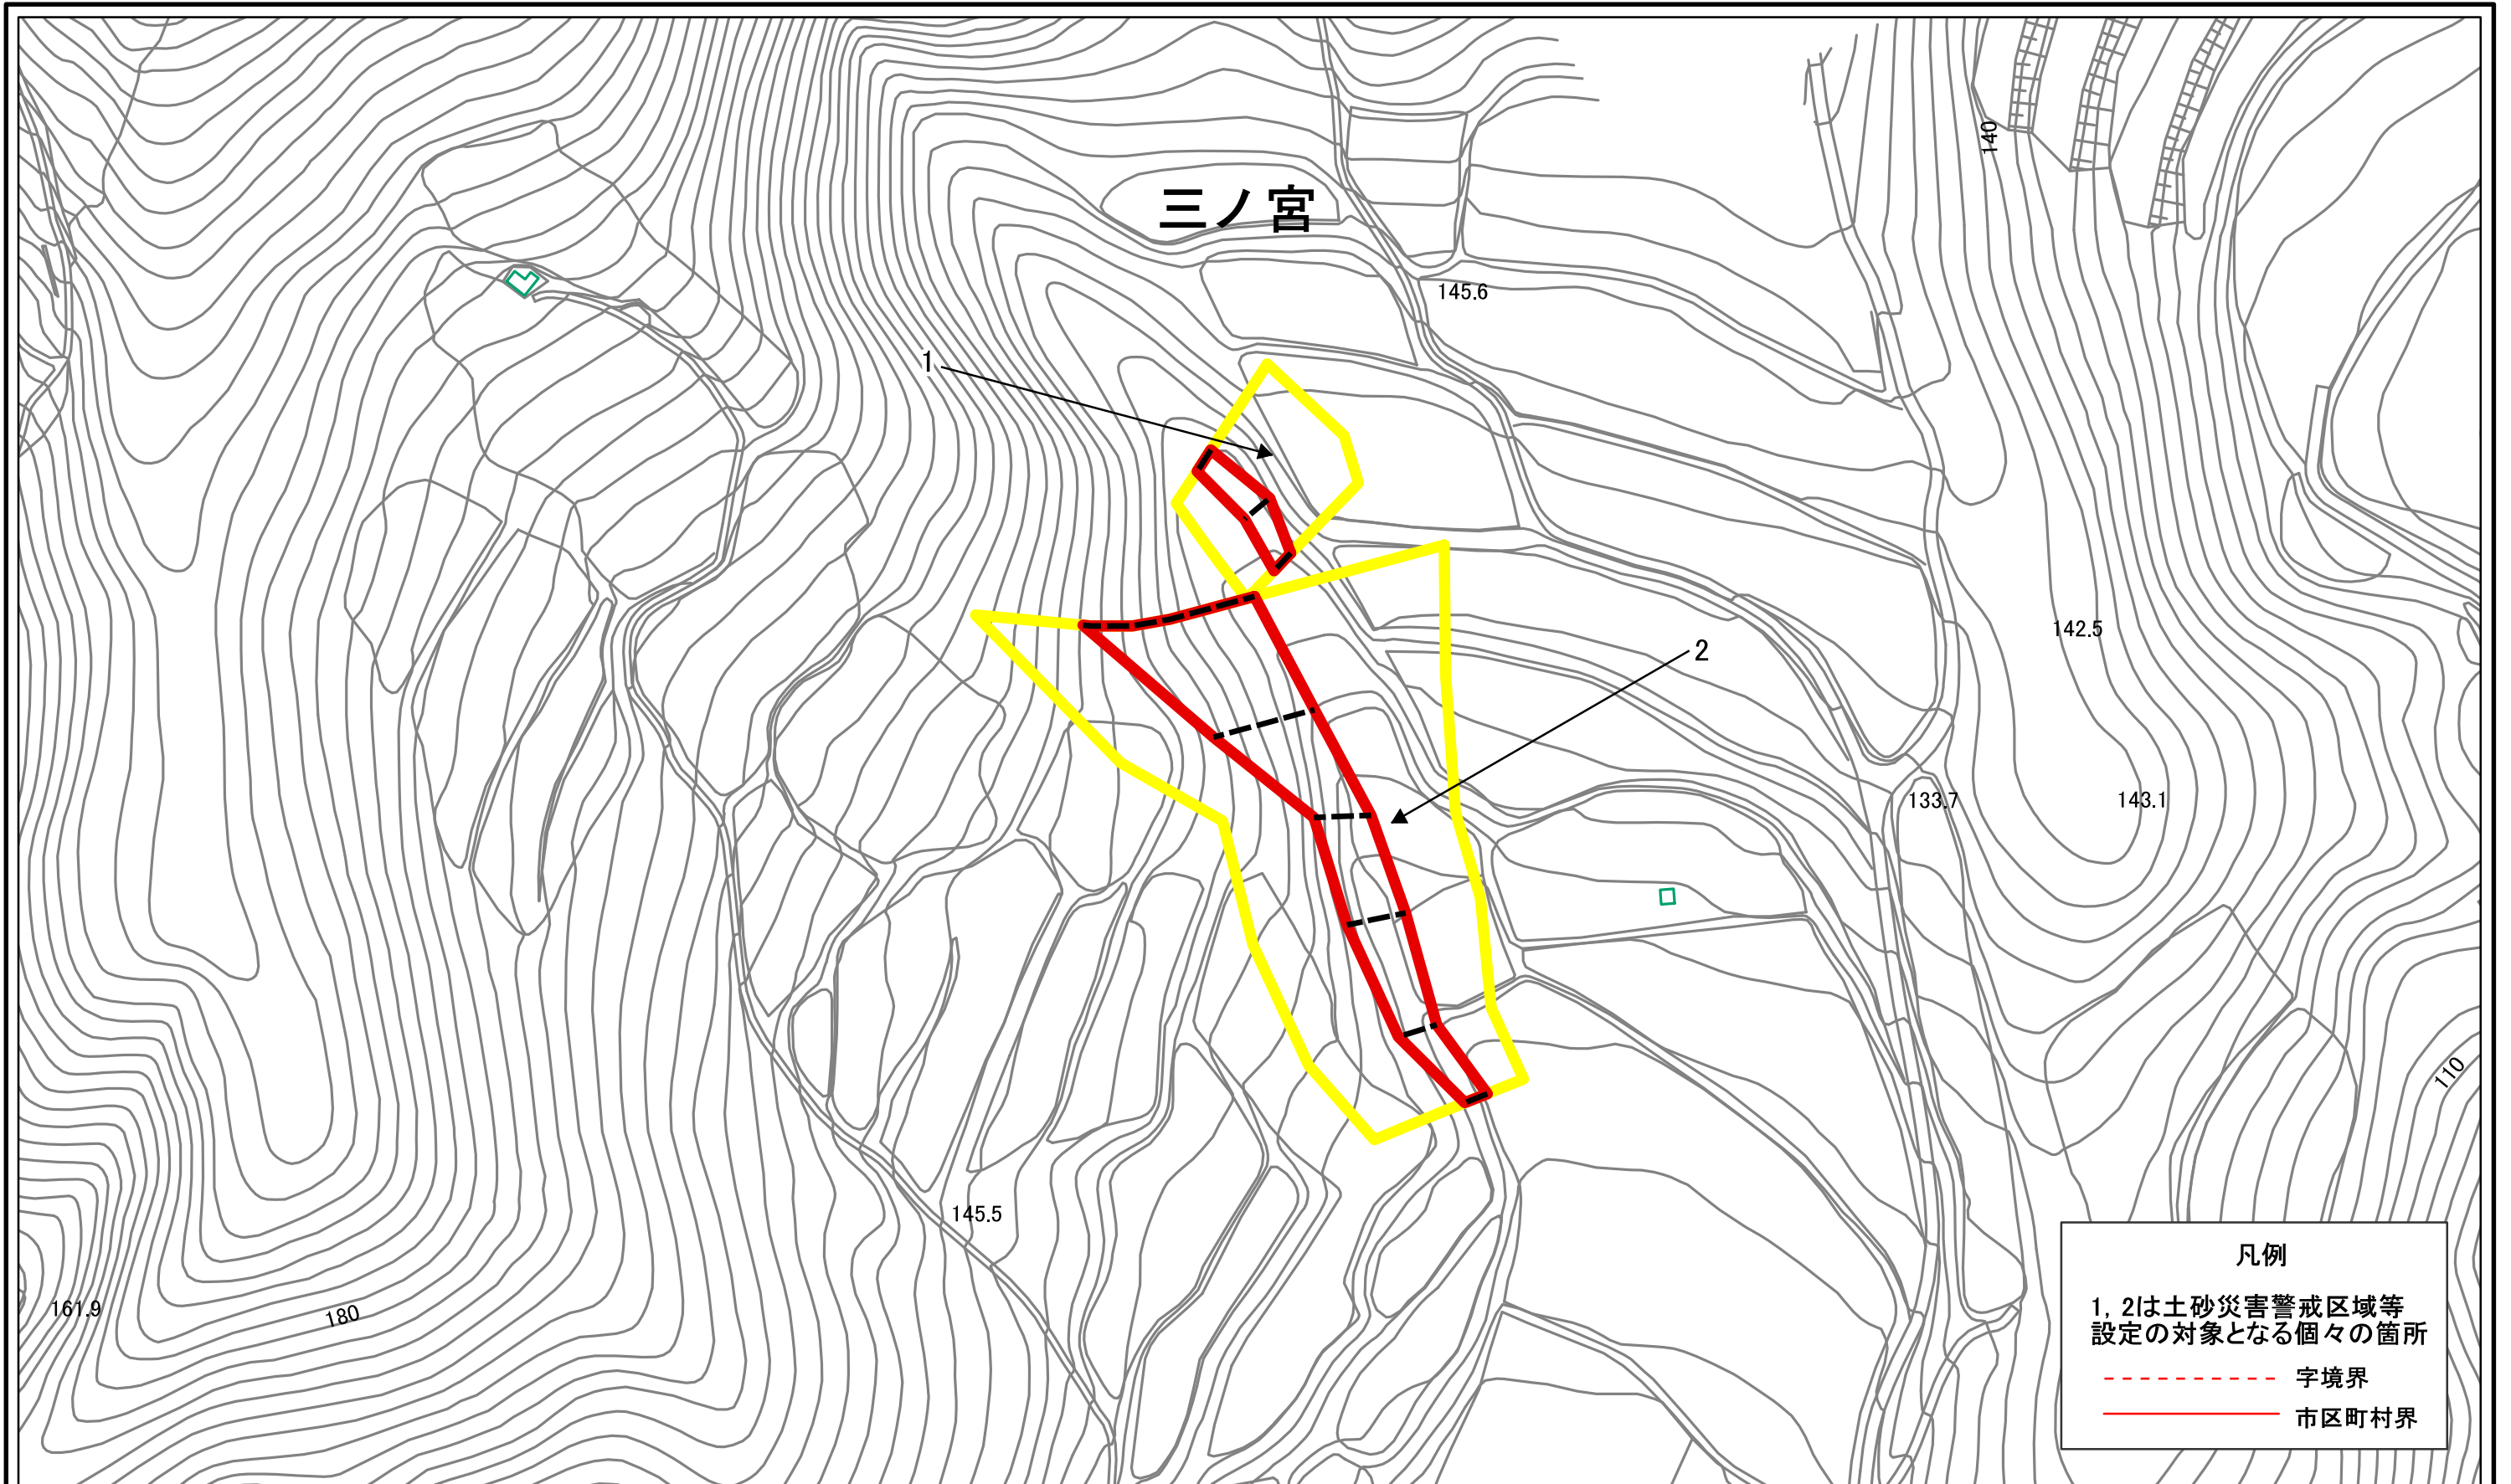 140
三ノ宮
145.6
1
142.5
2
133.7
143.1
110
145.5
161.9
180
凡例
1, 2は土砂災害警戒区域等
設定の対象となる個々の箇所
字境界
市区町村界